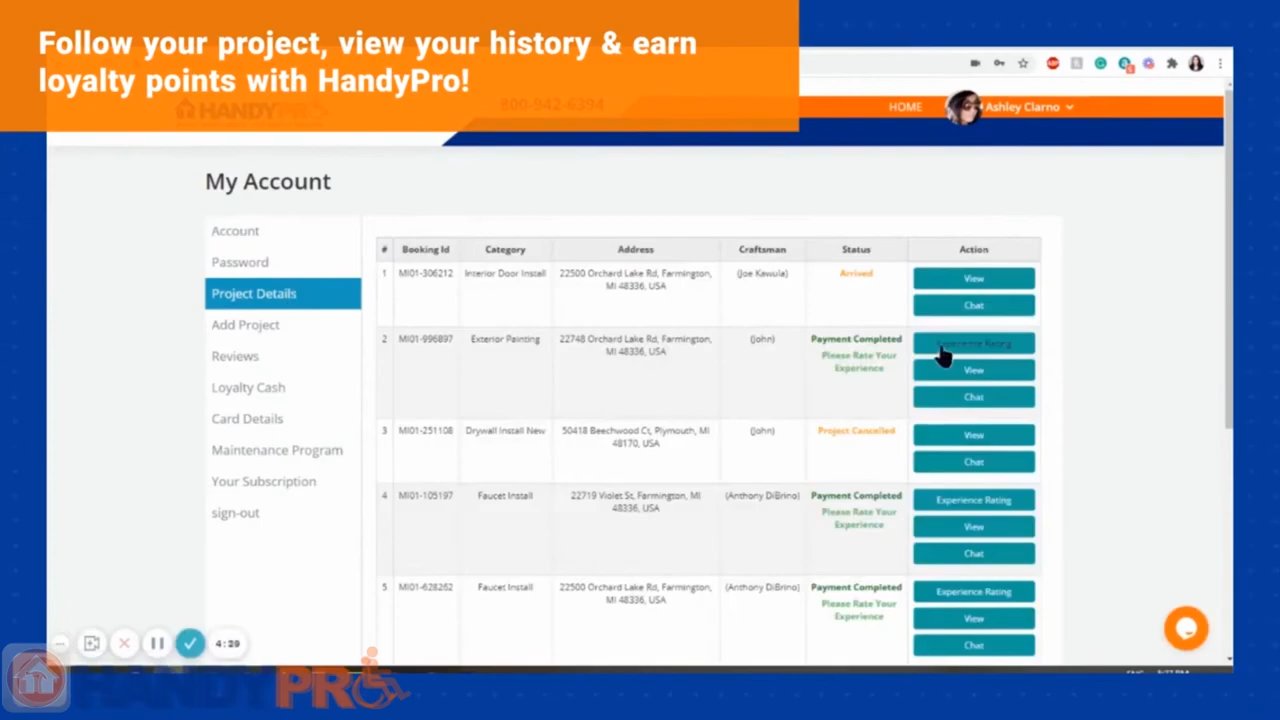 Follow your project, view your history & earn
loyalty points with HandyPro!
HANDYPRO
800-942-6394
HOME
Ashley Clarno
My Account
Account
Password
Project Details
Add Project
Reviews
Loyalty Cash
Card Details
Maintenance Program
Your Subscription
sign-out
# Booking Id Category Address Craftsman Status Action
1 MI01-306212 Interior Door Install 22500 Orchard Lake Rd, Farmington, (Joe Kawula) Arrived View
MI 48336, USA
Chat
2 MI01-996897 Exterior Painting 22748 Orchard Lake Rd, Farmington, (John) Payment Completed Experience Rating
MI 48336, USA Please Rate Your
Experience View
Chat
3 MI01-251108 Drywall Install New 50418 Beechwood Ct, Plymouth, MI (John) Project Cancelled View
48170, USA
Chat
4 MI01-105197 Faucet Install 22719 Violet St, Farmington, MI (Anthony DiBrino) Payment Completed Experience Rating
48336, USA Please Rate Your
Experience View
Chat
5 MI01-628262 Faucet Install 22500 Orchard Lake Rd, Farmington, (Anthony DiBrino) Payment Completed Experience Rating
MI 48336, USA Please Rate Your
Experience View
Chat
4:29
HANDYPRO